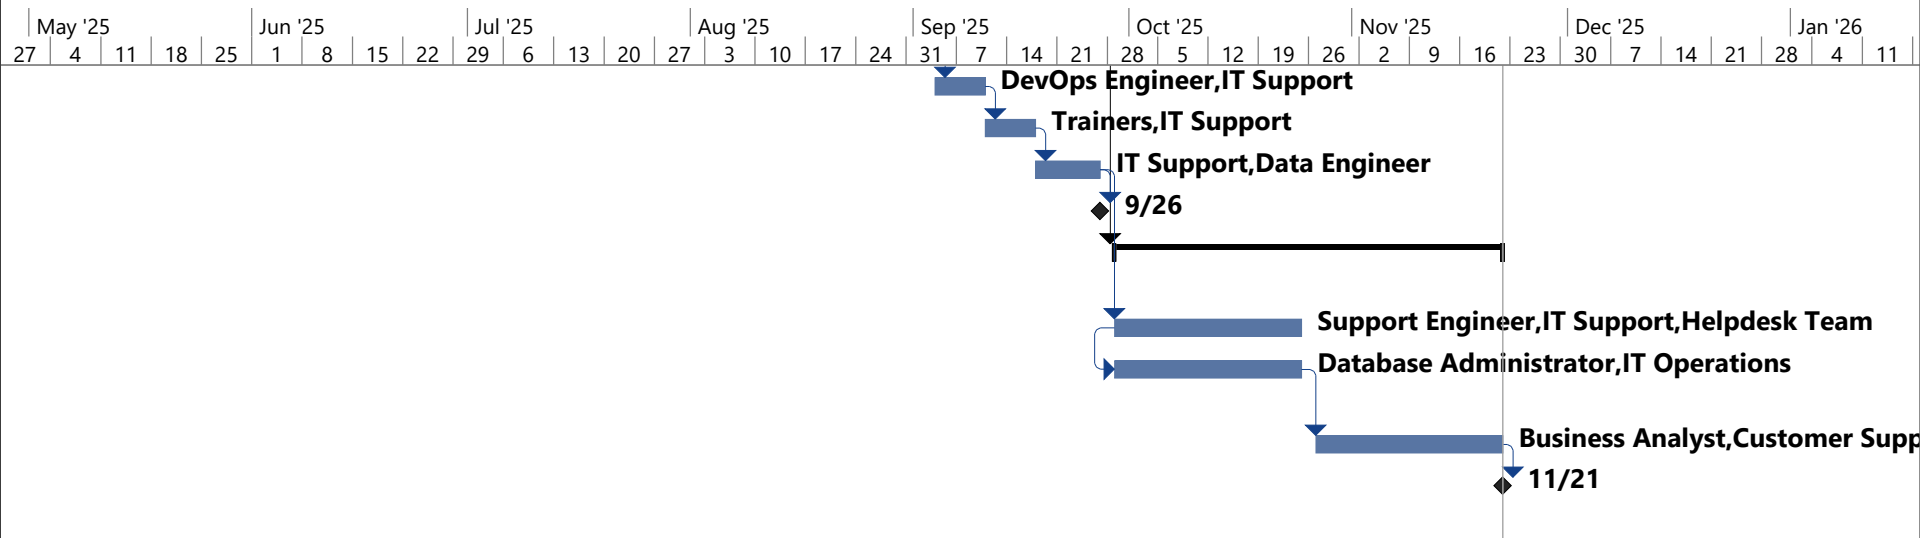 May '25 Jun '25 Jul '25 Aug '25 Sep '25 Oct '25 Nov '25 Dec '25 Jan '26
27 4 11 18 25 1 8 15 22 29 6 13 20 27 3 10 17 24 31 7 14 21 28 5 12 19 26 2 9 16 23 30 7 14 21 28 4 11
DevOps Engineer,IT Support
Trainers,IT Support
IT Support,Data Engineer
9/26
Support Engineer,IT Support,Helpdesk Team
Database Administrator,IT Operations
Business Analyst,Customer Supp
11/21